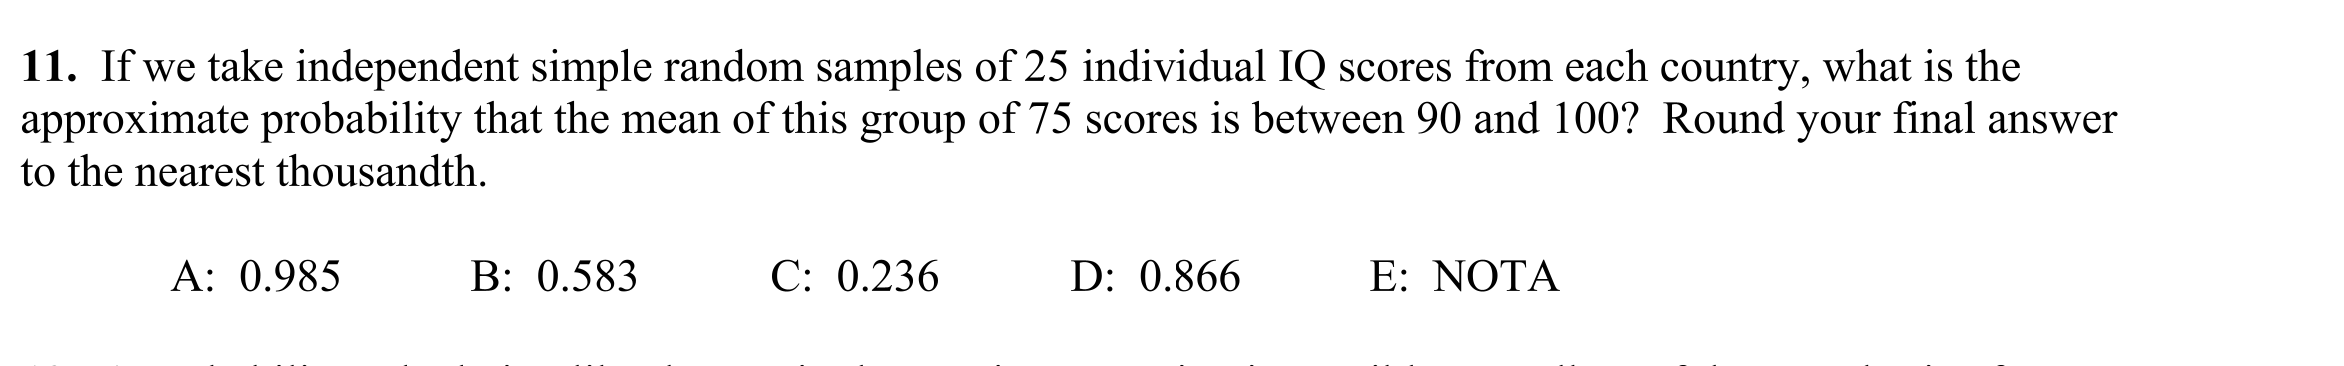 11. If we take independent simple random samples of 25 individual IQ scores from each country, what is the
approximate probability that the mean of this group of 75 scores is between 90 and 100? Round your final answer
to the nearest thousandth.
A: 0.985 B: 0.583 C: 0.236 D: 0.866 E: NOTA